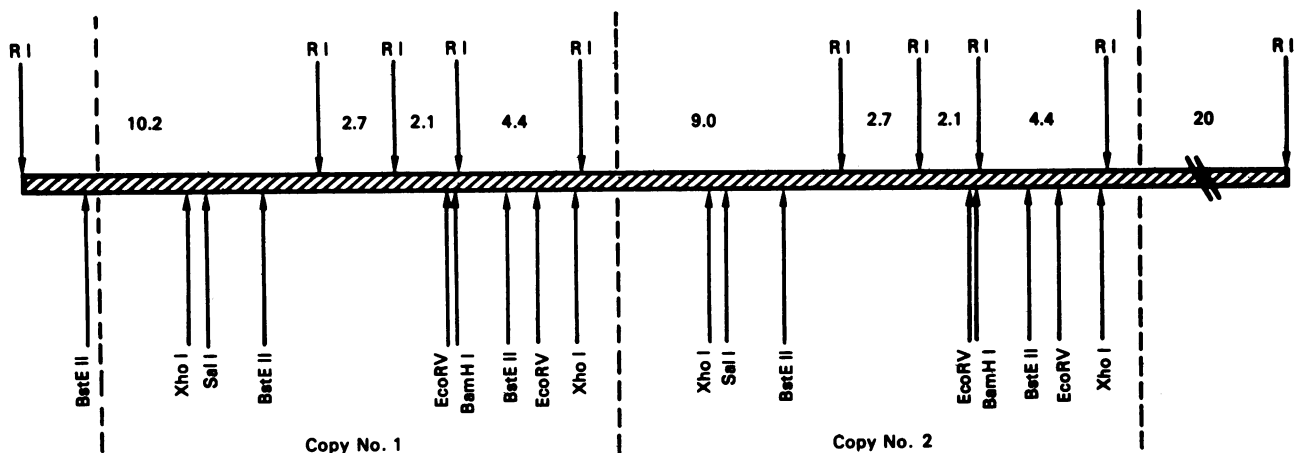 R I R I R I R I R I R I R I R I R I R I
10.2 2.7 2.1 4.4 9.0 2.7 2.1 4.4 20
BstE II Xho I Sal I BstE II EcoRV BamH I BstE II EcoRV Xho I Xho I Sal I BstE II EcoRV BamH I BstE II EcoRV Xho I
Copy No. 1 Copy No. 2